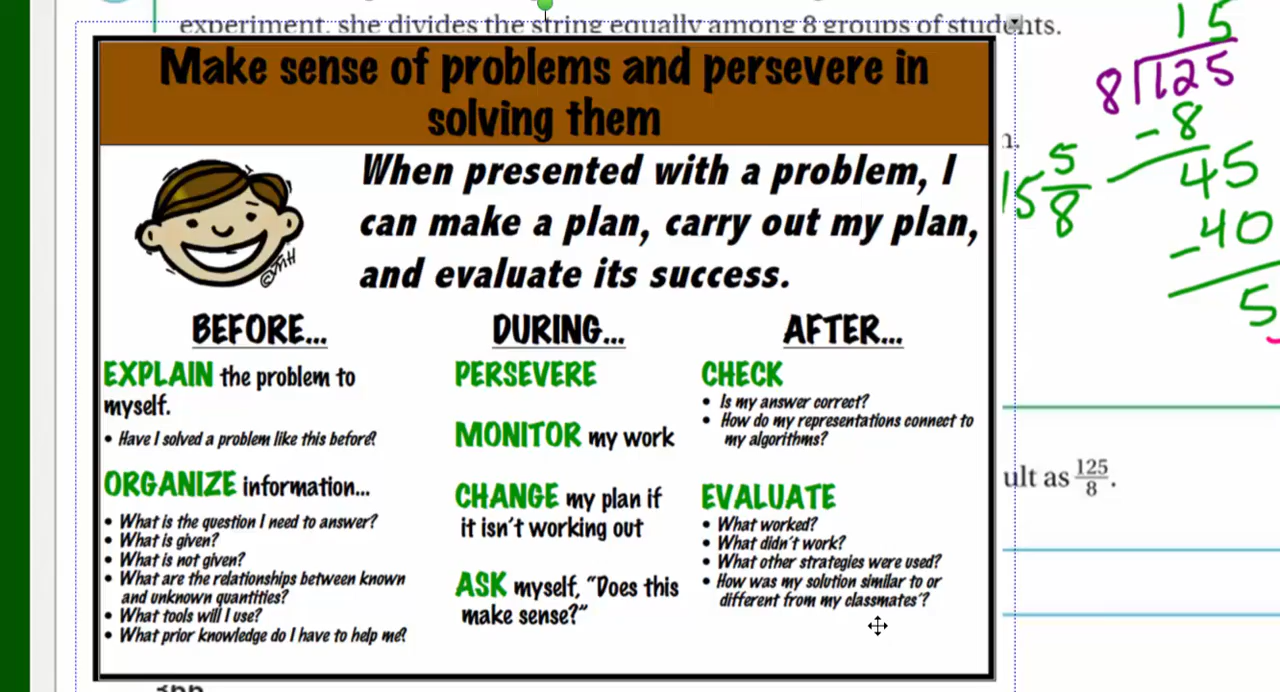 experiment, she divides the string equally among 8 groups of students.
Make sense of problems and persevere in
solving them
When presented with a problem, I
can make a plan, carry out my plan,
and evaluate its success.
©JMH
BEFORE...
EXPLAIN the problem to
myself.
• Have I solved a problem like this before?
ORGANIZE information...
• What is the question I need to answer?
• What is given?
• What is not given?
• What are the relationships between known
and unknown quantities?
• What tools will I use?
• What prior knowledge do I have to help me?
DURING...
PERSEVERE
MONITOR my work
CHANGE my plan if
it isn't working out
ASK myself, "Does this
make sense?"
AFTER...
CHECK
• Is my answer correct?
• How do my representations connect to
my algorithms?
EVALUATE
• What worked?
• What didn't work?
• What other strategies were used?
• How was my solution similar to or
different from my classmates'?
15
8)125
-8
45
-40
5
15 5/8
ult as 125/8.